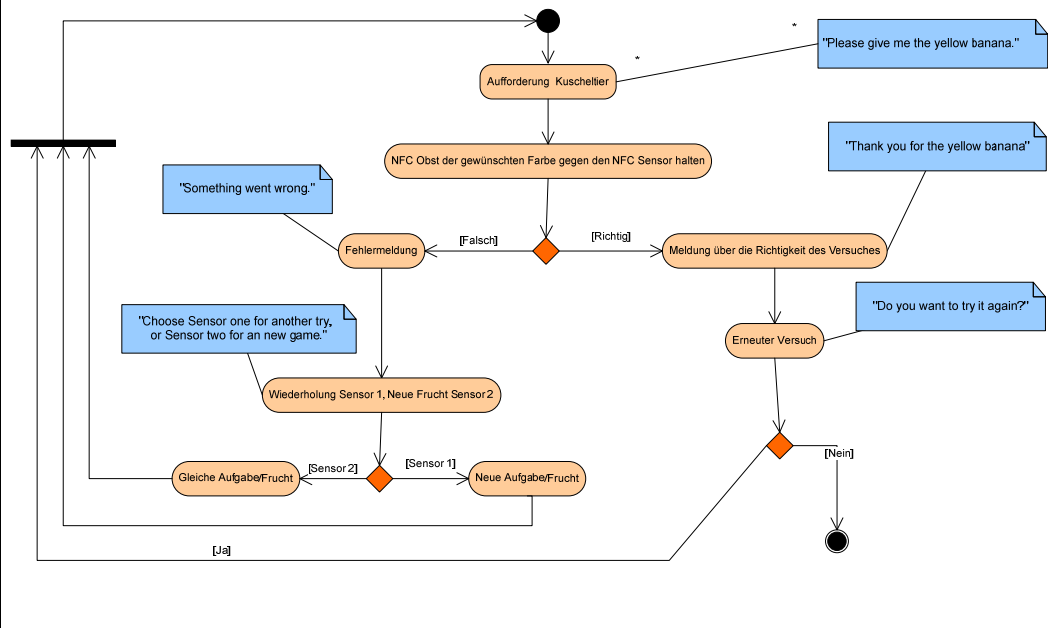 *
"Please give me the yellow banana."
*
Aufforderung Kuscheltier
"Thank you for the yellow banana"
NFC Obst der gewünschten Farbe gegen den NFC Sensor halten
"Something went wrong."
[Falsch]
[Richtig]
Fehlermeldung
Meldung über die Richtigkeit des Versuches
"Do you want to try it again?"
"Choose Sensor one for another try,
or Sensor two for an new game."
Erneuter Versuch
Wiederholung Sensor 1, Neue Frucht Sensor 2
[Nein]
[Sensor 2]
[Sensor 1]
Gleiche Aufgabe/Frucht
Neue Aufgabe/Frucht
[Ja]